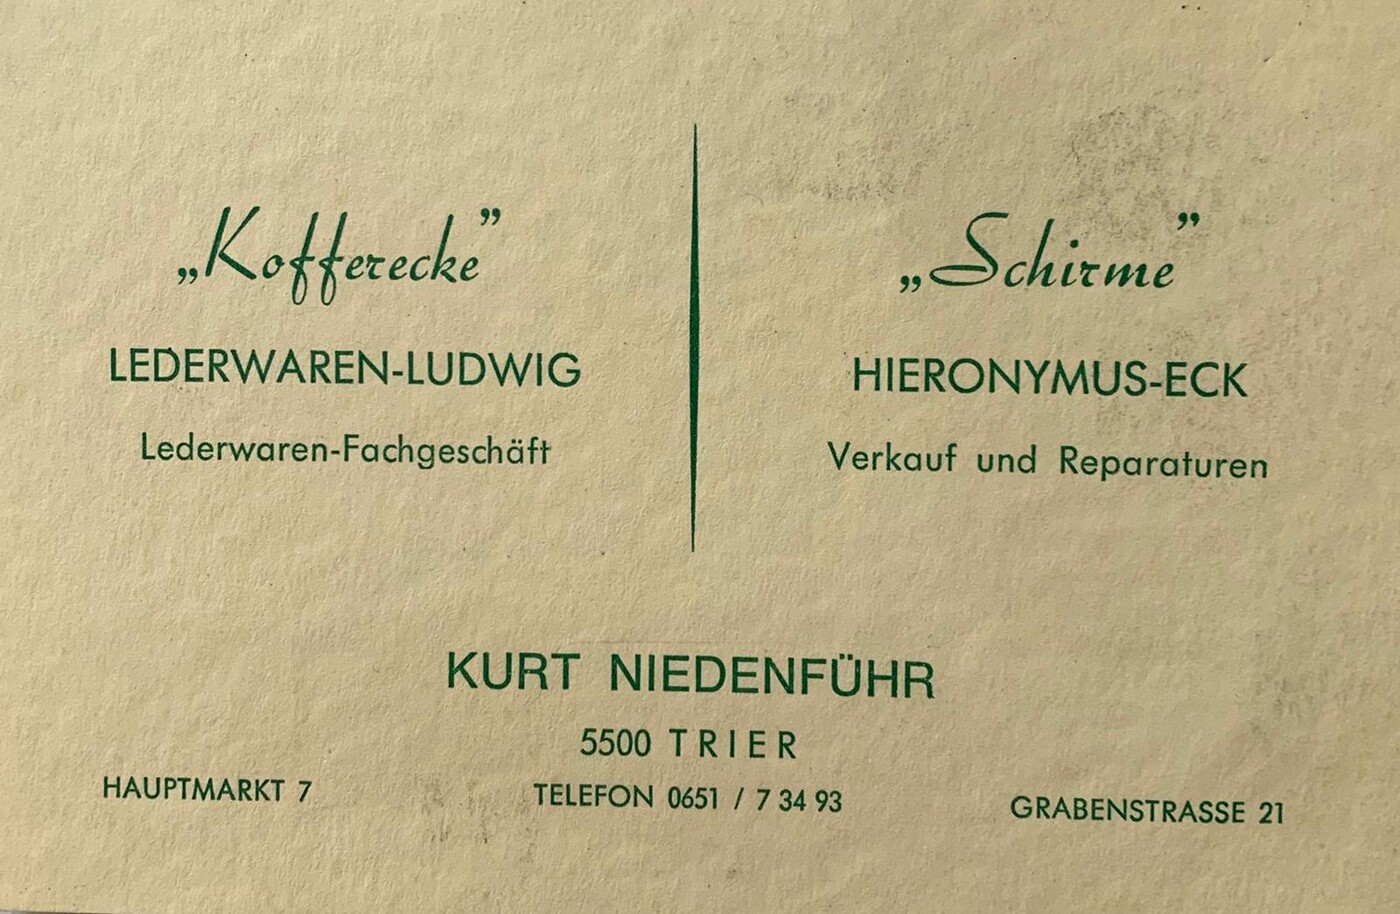 „Kofferecke”
LEDERWAREN-LUDWIG
Lederwaren-Fachgeschäft
„Schirme”
HIERONYMUS-ECK
Verkauf und Reparaturen
KURT NIEDENFÜHR
5500 TRIER
HAUPTMARKT 7
TELEFON 0651 / 7 34 93
GRABENSTRASSE 21